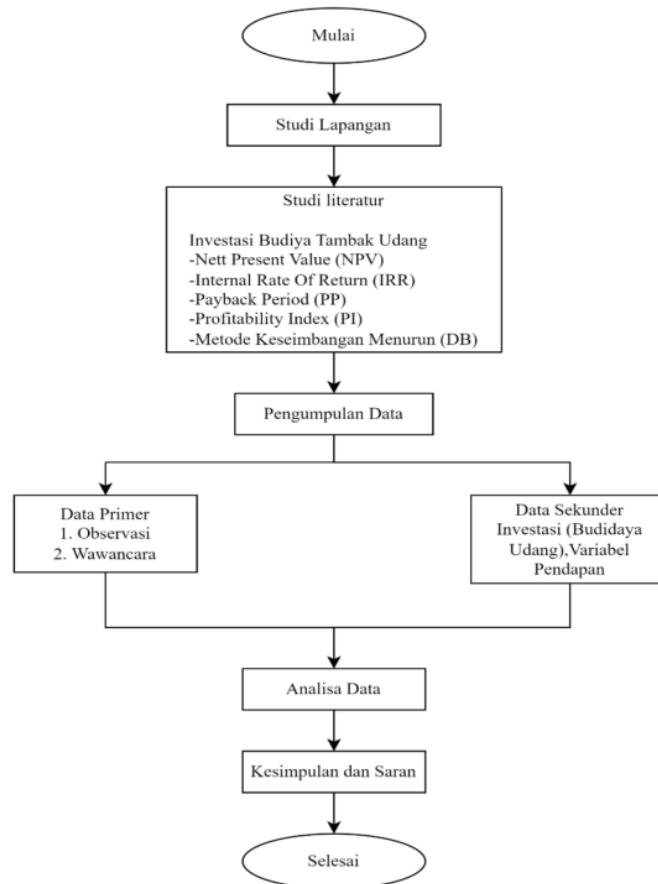 Mulai
Studi Lapangan
Studi literatur
Investasi Budiya Tambak Udang
-Nett Present Value (NPV)
-Internal Rate Of Return (IRR)
-Payback Period (PP)
-Profitability Index (PI)
-Metode Keseimbangan Menurun (DB)
Pengumpulan Data
Data Primer
1. Observasi
2. Wawancara
Data Sekunder
Investasi (Budidaya
Udang),Variabel
Pendapan
Analisa Data
Kesimpulan dan Saran
Selesai